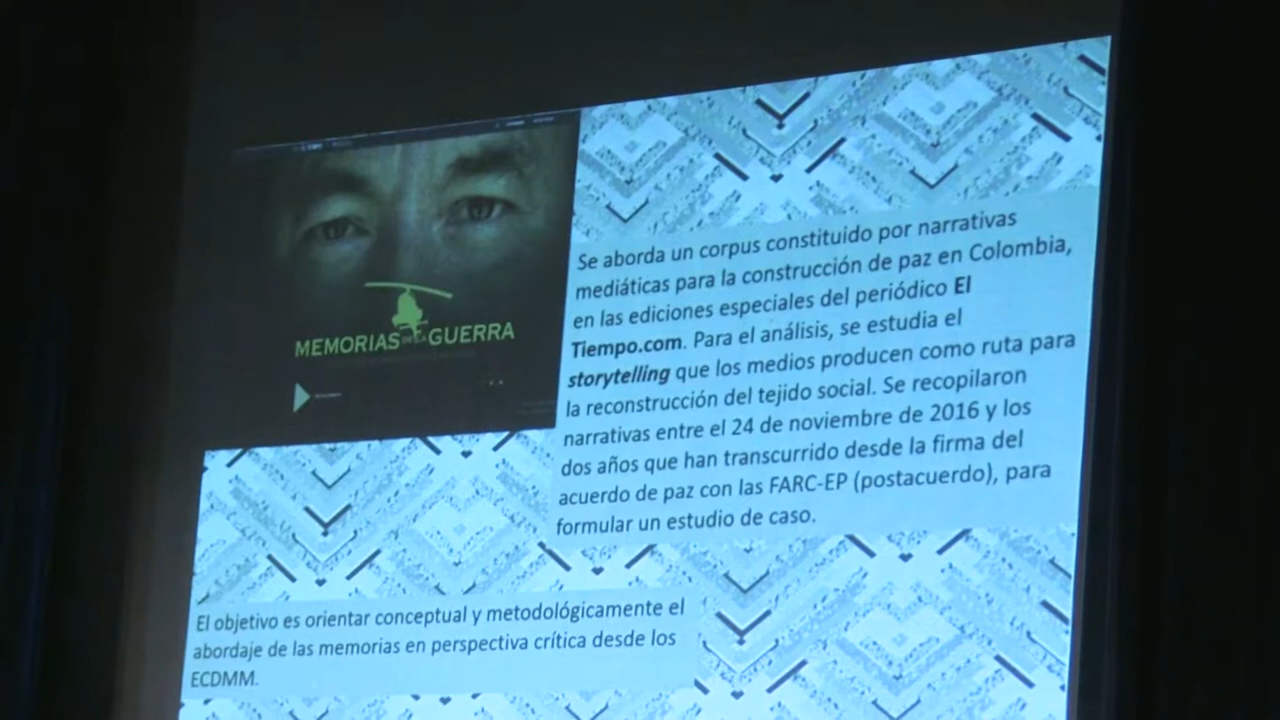 MEMORIAS DE LA GUERRA
Se aborda un corpus constituido por narrativas
mediáticas para la construcción de paz en Colombia,
en las ediciones especiales del periódico El
Tiempo.com. Para el análisis, se estudia el
storytelling que los medios producen como ruta para
la reconstrucción del tejido social. Se recopilaron
narrativas entre el 24 de noviembre de 2016 y los
dos años que han transcurrido desde la firma del
acuerdo de paz con las FARC-EP (postacuerdo), para
formular un estudio de caso.
El objetivo es orientar conceptual y metodológicamente el
abordaje de las memorias en perspectiva crítica desde los
ECDMM.